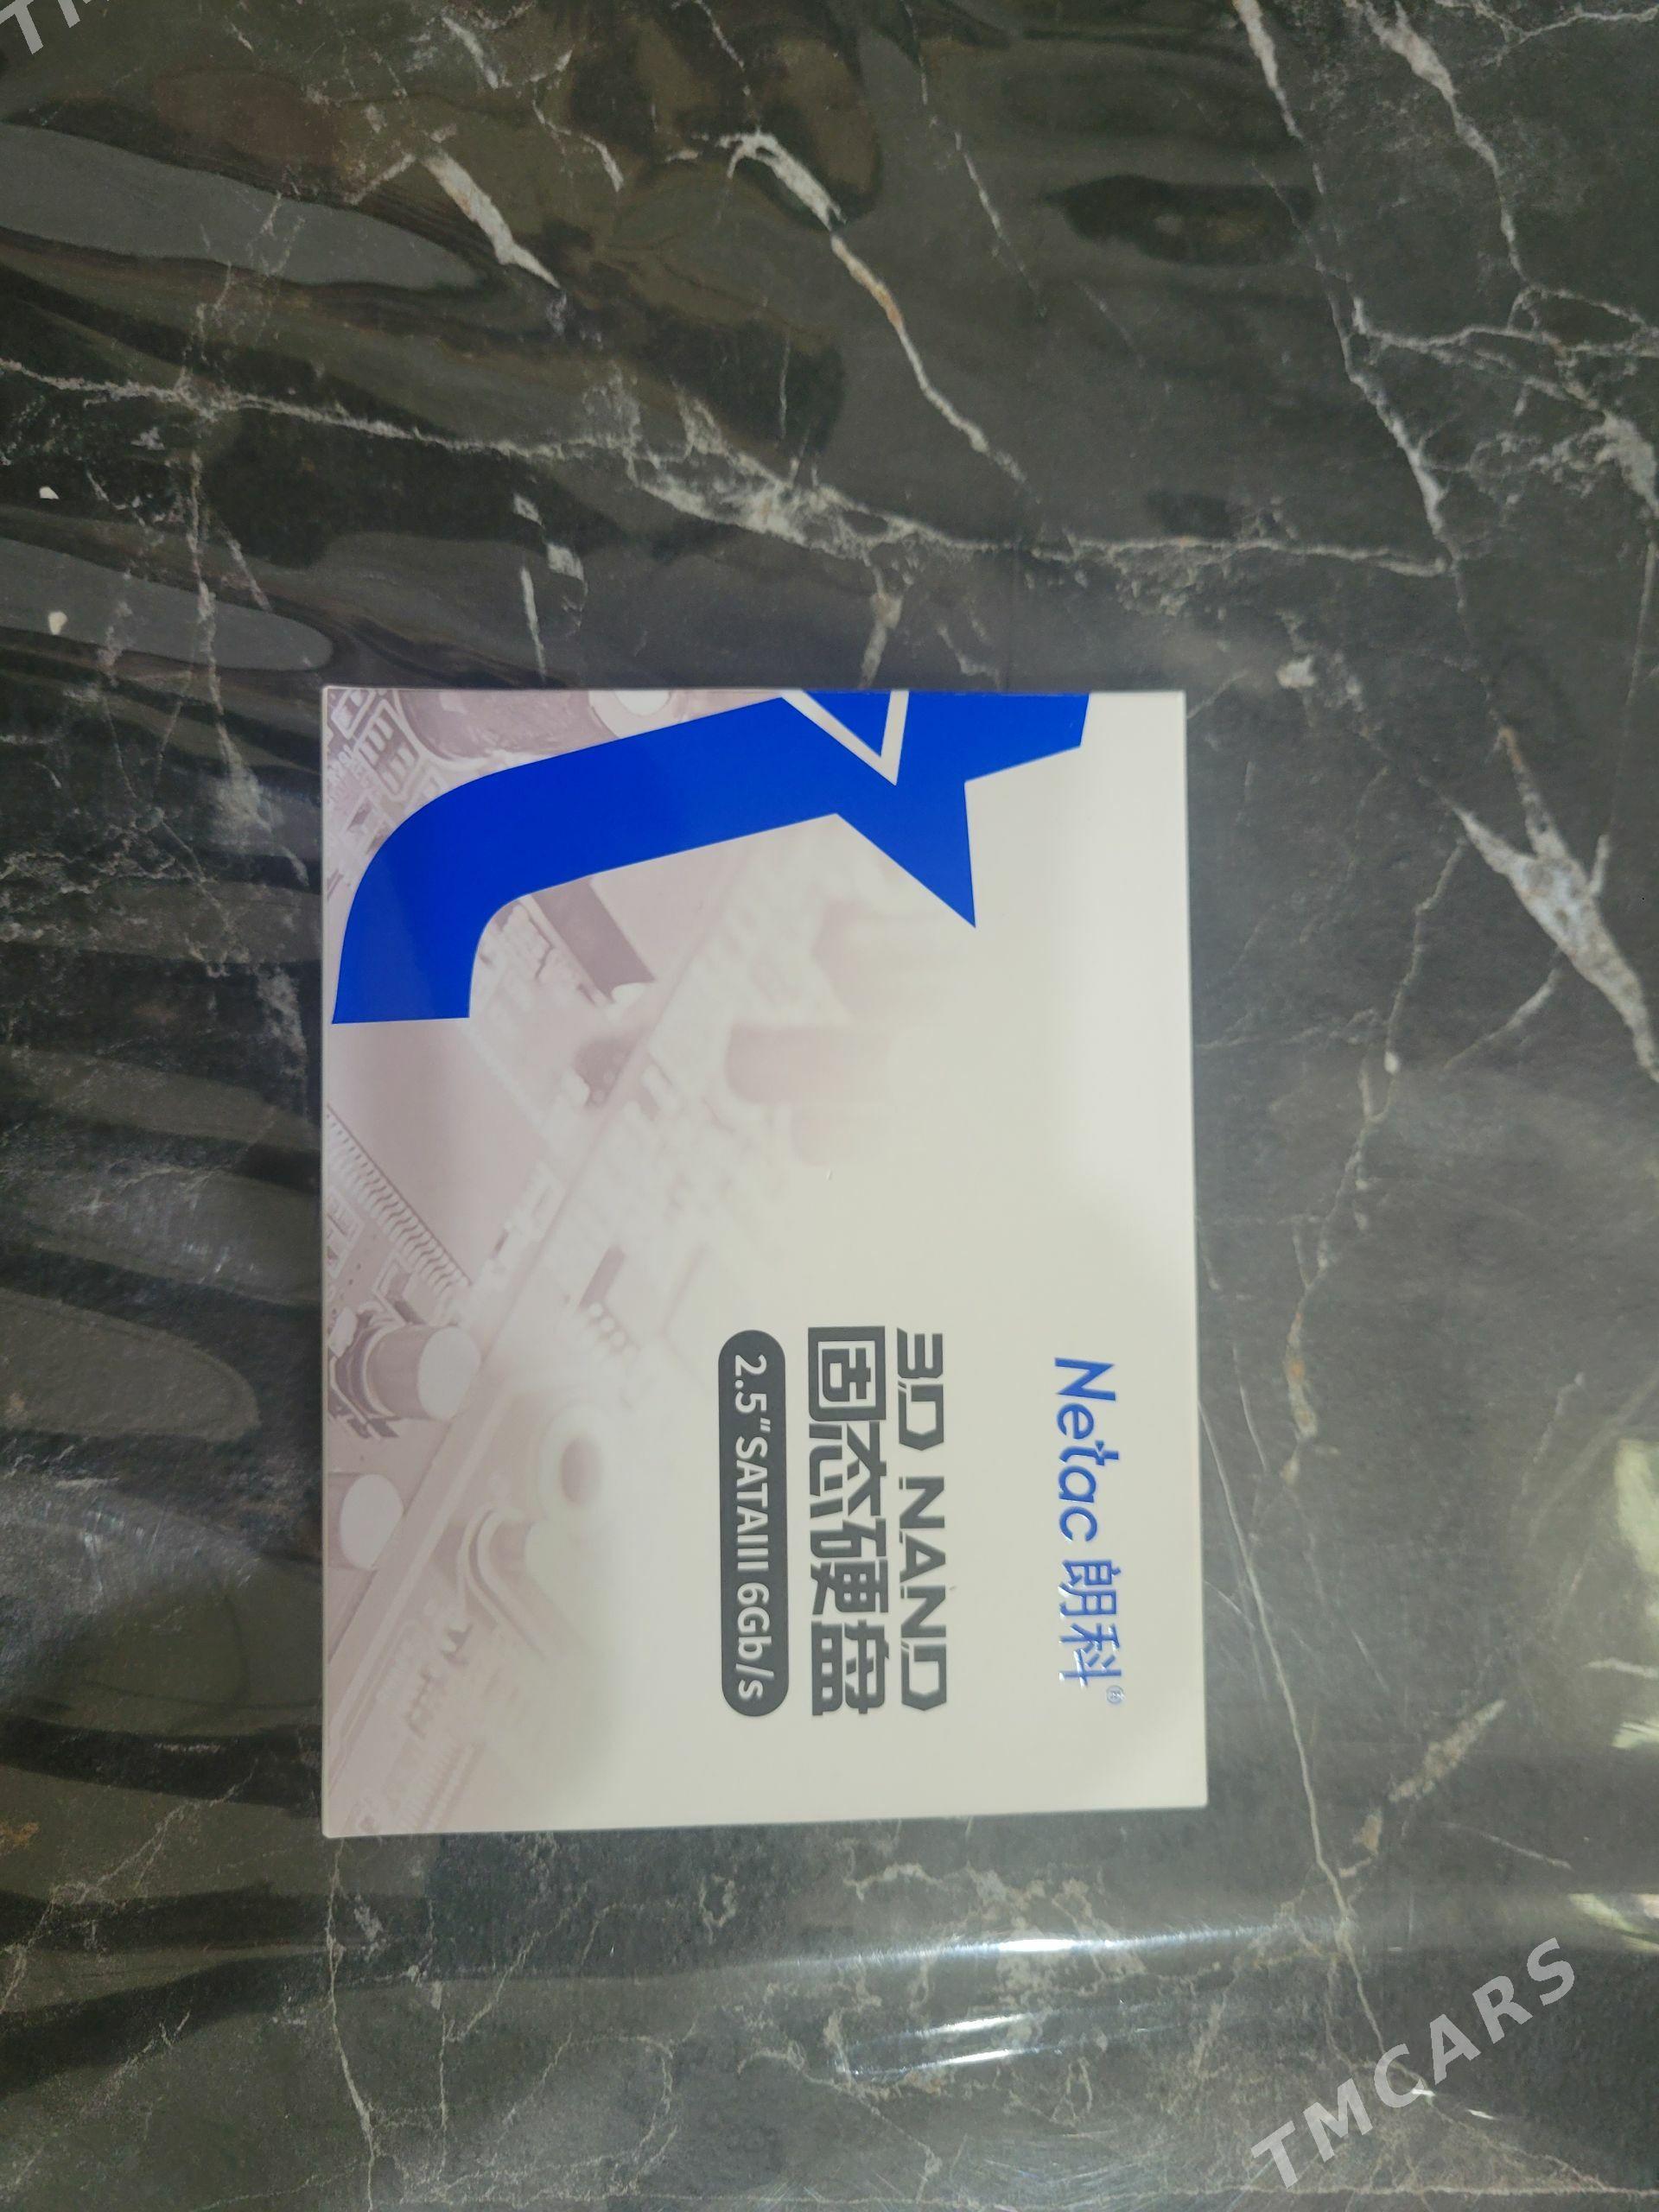 Netac 朗科®
3D NAND
固态硬盘
2.5"SATAIII 6Gb/s
TMCARS